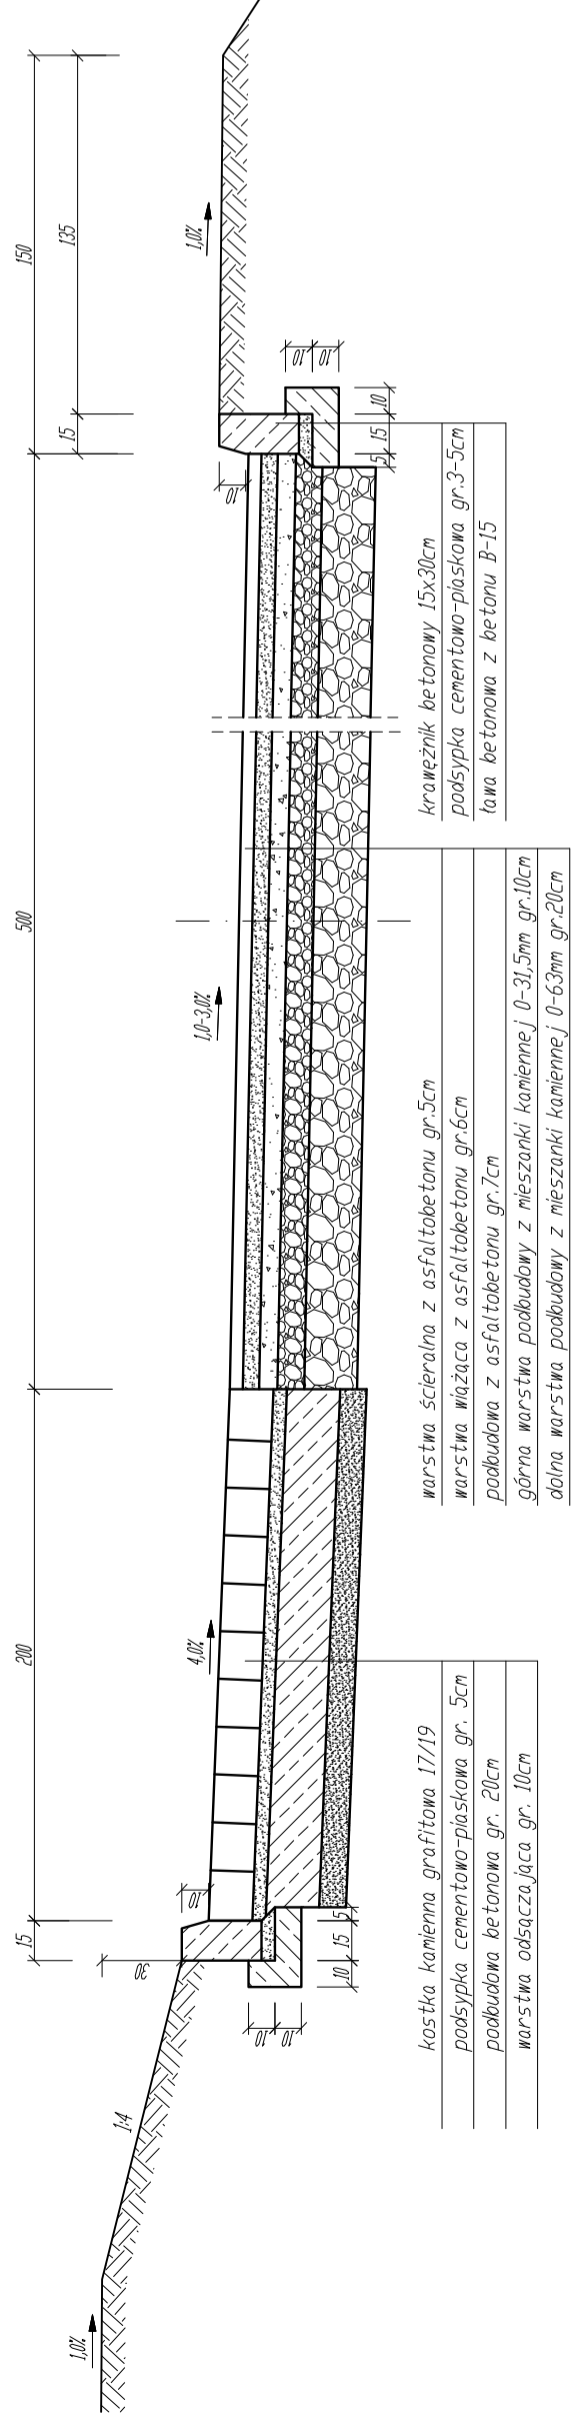 150
135
15
500
200
15
30
1:4
1,0%
4,0%
1,0-3,0%
1,0%
10
10
10
10
10
10
10
15
5
5
15
10
kostka kamienna grafitowa 17/19
podsypka cementowo-piaskowa gr. 5cm
podbudowa betonowa gr. 20cm
warstwa odsączająca gr. 10cm
warstwa ścieralna z asfaltobetonu gr.5cm
warstwa wiążąca z asfaltobetonu gr.6cm
podbudowa z asfaltobetonu gr.7cm
górna warstwa podbudowy z mieszanki kamiennej 0-31,5mm gr.10cm
dolna warstwa podbudowy z mieszanki kamiennej 0-63mm gr.20cm
krawężnik betonowy 15x30cm
podsypka cementowo-piaskowa gr.3-5cm
ława betonowa z betonu B-15